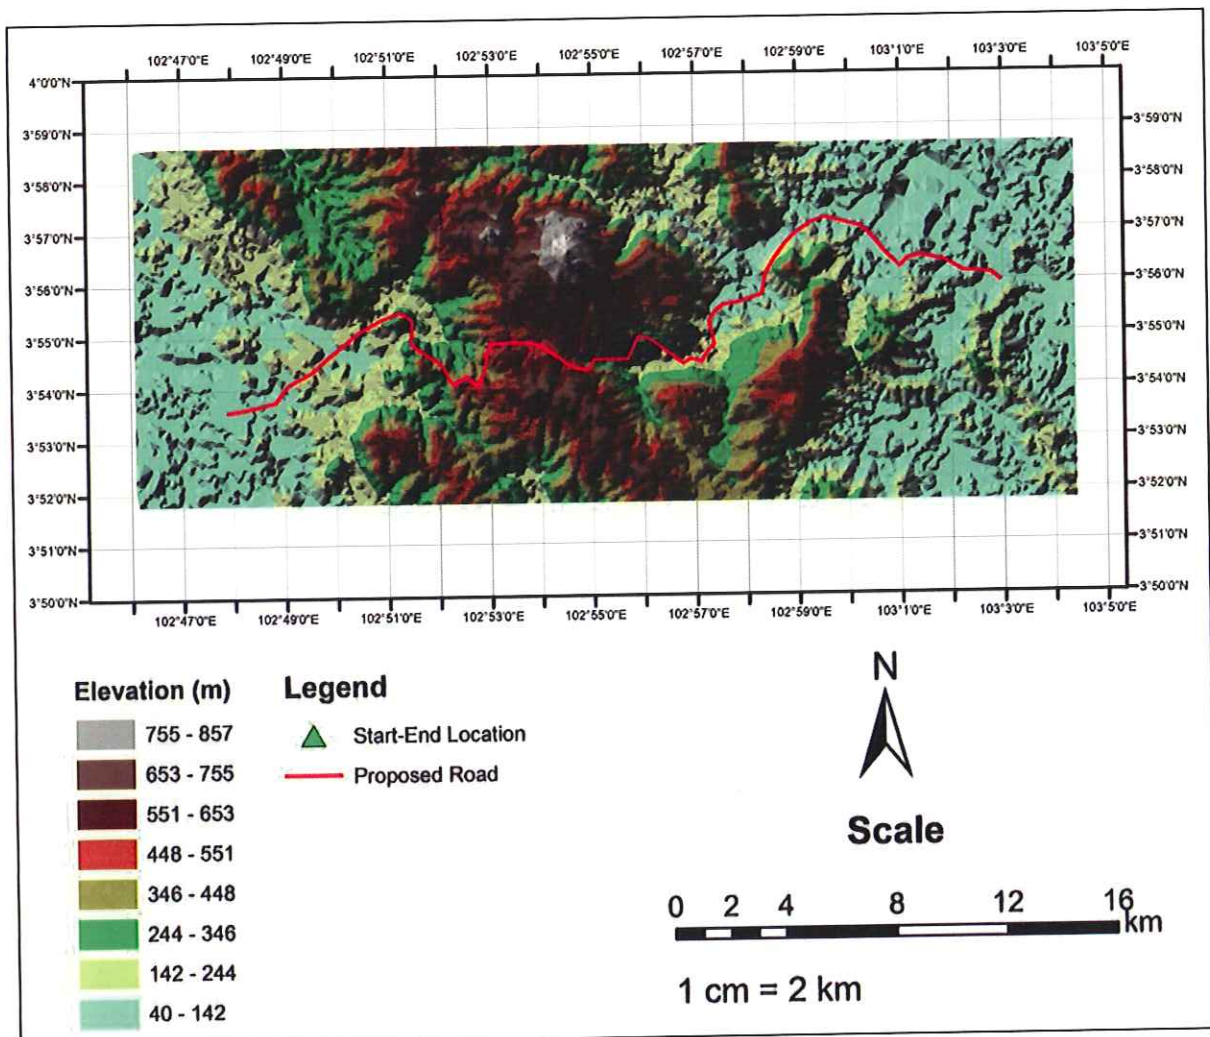 102°47'0"E 102°49'0"E 102°51'0"E 102°53'0"E 102°55'0"E 102°57'0"E 102°59'0"E 103°1'0"E 103°3'0"E 103°5'0"E
4°0'0"N
3°59'0"N 3°59'0"N
3°58'0"N 3°58'0"N
3°57'0"N 3°57'0"N
3°56'0"N 3°56'0"N
3°55'0"N 3°55'0"N
3°54'0"N 3°54'0"N
3°53'0"N 3°53'0"N
3°52'0"N 3°52'0"N
3°51'0"N 3°51'0"N
3°50'0"N 3°50'0"N
102°47'0"E 102°49'0"E 102°51'0"E 102°53'0"E 102°55'0"E 102°57'0"E 102°59'0"E 103°1'0"E 103°3'0"E 103°5'0"E
Elevation (m)
755 - 857
653 - 755
551 - 653
448 - 551
346 - 448
244 - 346
142 - 244
40 - 142
Legend
Start-End Location
Proposed Road
N
Scale
0 2 4 8 12 16
km
1 cm = 2 km